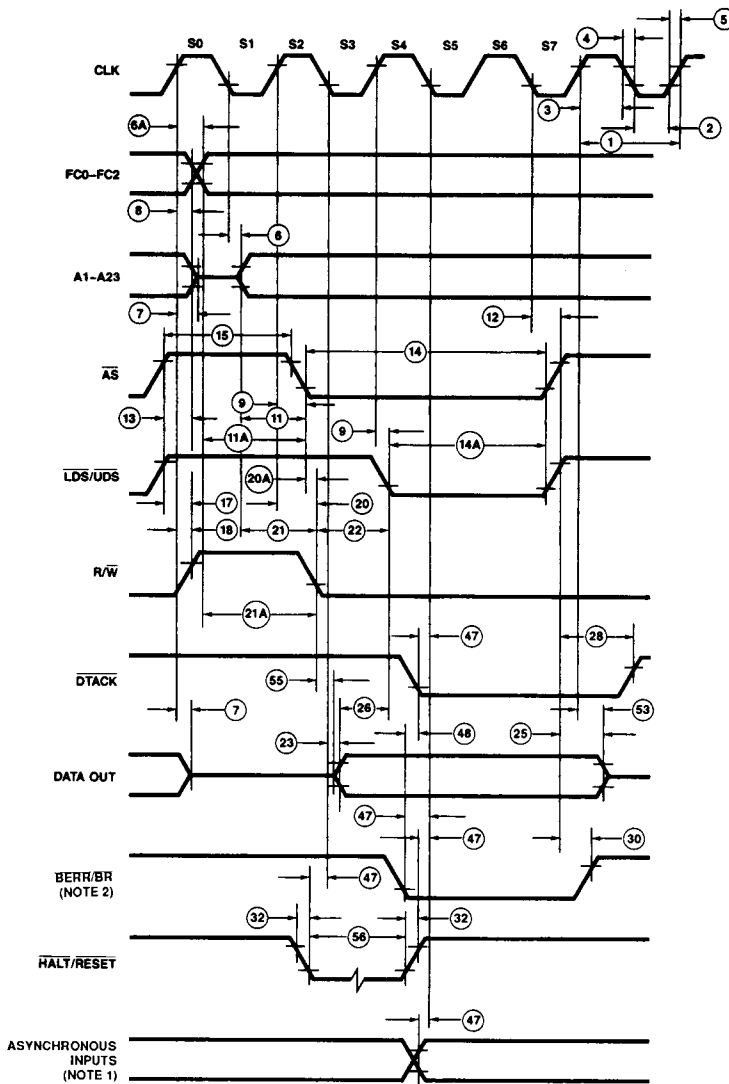 S0 S1 S2 S3 S4 S5 S6 S7
5
4
CLK
3
2
6A
1
FC0–FC2
8
6
A1–A23
7
12
15
14
AS
13
9
11
9
11A
14A
LDS/UDS
20A
17
20
18
21
22
R/W
21A
47
28
DTACK
55
7
26
53
23
48
25
DATA OUT
47
47
30
BERR/BR
(NOTE 2)
47
32
56
32
HALT/RESET
47
ASYNCHRONOUS
INPUTS
(NOTE 1)